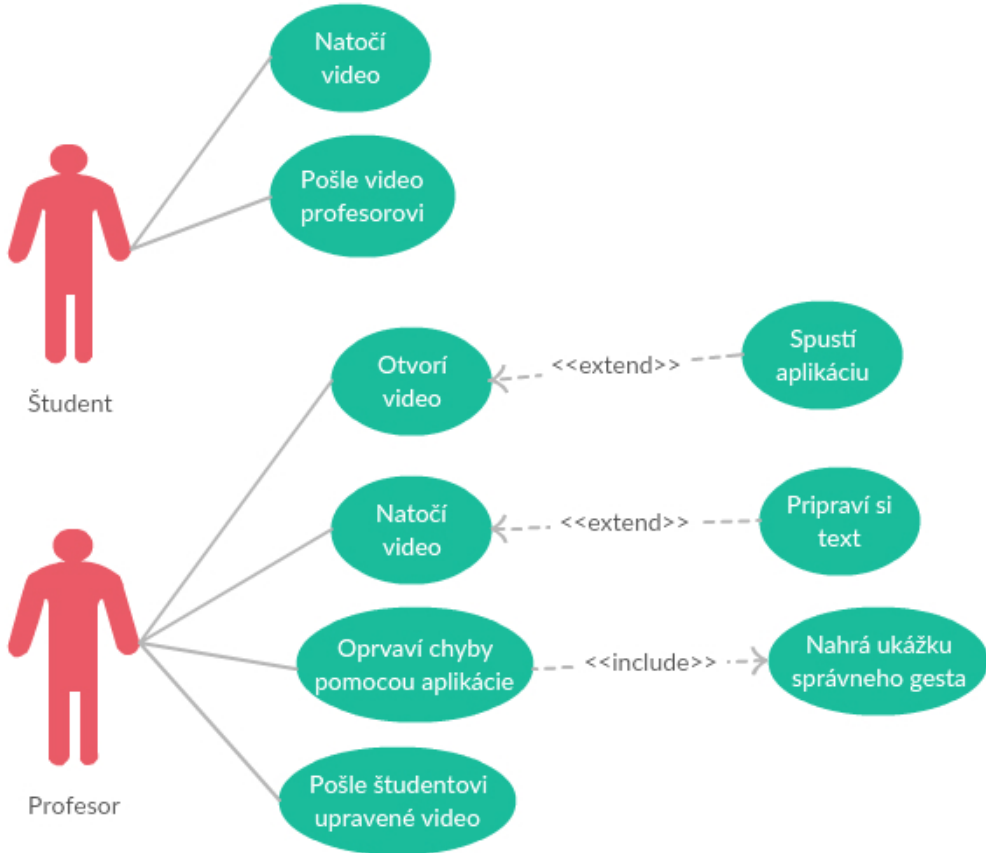 Natočí
video
Pošle video
profesorovi
Študent
Otvorí
video
<<extend>>
Spustí
aplikáciu
Natočí
video
<<extend>>
Pripraví si
text
Oprvaví chyby
pomocou aplikácie
<<include>>
Nahrá ukážku
správneho gesta
Pošle študentovi
upravené video
Profesor